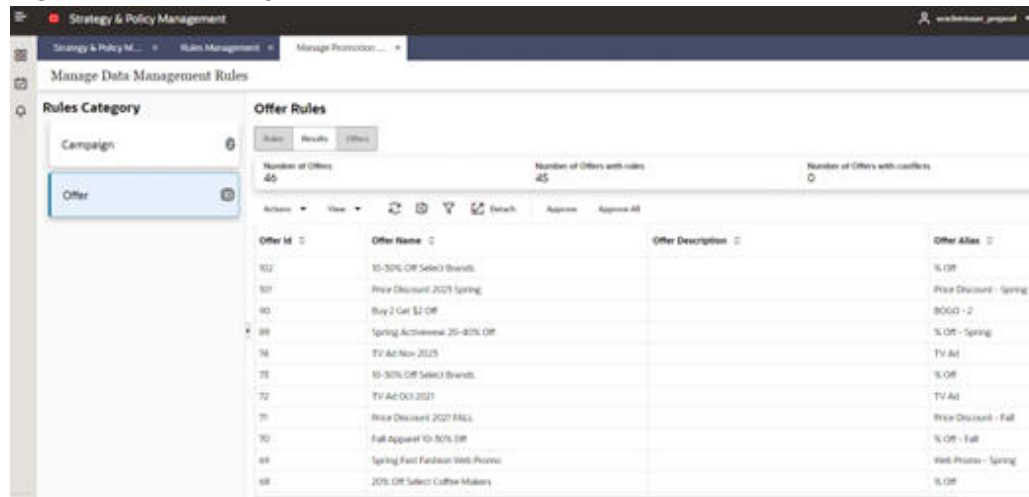 Strategy & Policy Management
Strategy & Policy M... × Rules Management × Manage Promotion ... ×
Manage Data Management Rules
Rules Category
Campaign
Offer
Offer Rules
Rules Results Offers
Number of Offers Number of Offers with rules Number of Offers with conflicts
46 45 0
Actions View Detach Approve Approve All
Offer Id Offer Name Offer Description Offer Alias
102 10-30% Off Select Brands % Off
101 Price Discount 2025 Spring Price Discount - Spring
90 Buy 2 Get $2 Off BOGO - 2
89 Spring Activewear 20-40% Off % Off - Spring
74 TV Ad Nov 2025 TV Ad
73 10-30% Off Select Brands % Off
72 TV Ad Oct 2021 TV Ad
71 Price Discount 2021 FALL Price Discount - Fall
70 Fall Apparel 10-30% Off % Off - Fall
69 Spring Fast Fashion Web Promo Web Promo - Spring
68 20% Off Select Coffee Makers % Off